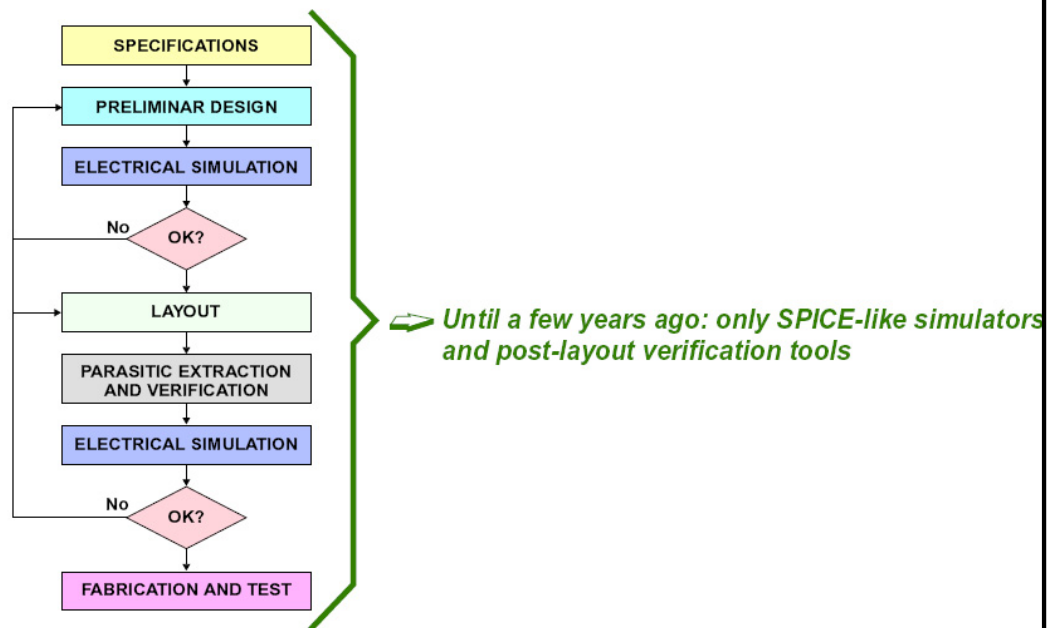 SPECIFICATIONS
PRELIMINAR DESIGN
ELECTRICAL SIMULATION
No
OK?
LAYOUT
PARASITIC EXTRACTION
AND VERIFICATION
ELECTRICAL SIMULATION
No
OK?
FABRICATION AND TEST
Until a few years ago: only SPICE-like simulators
and post-layout verification tools